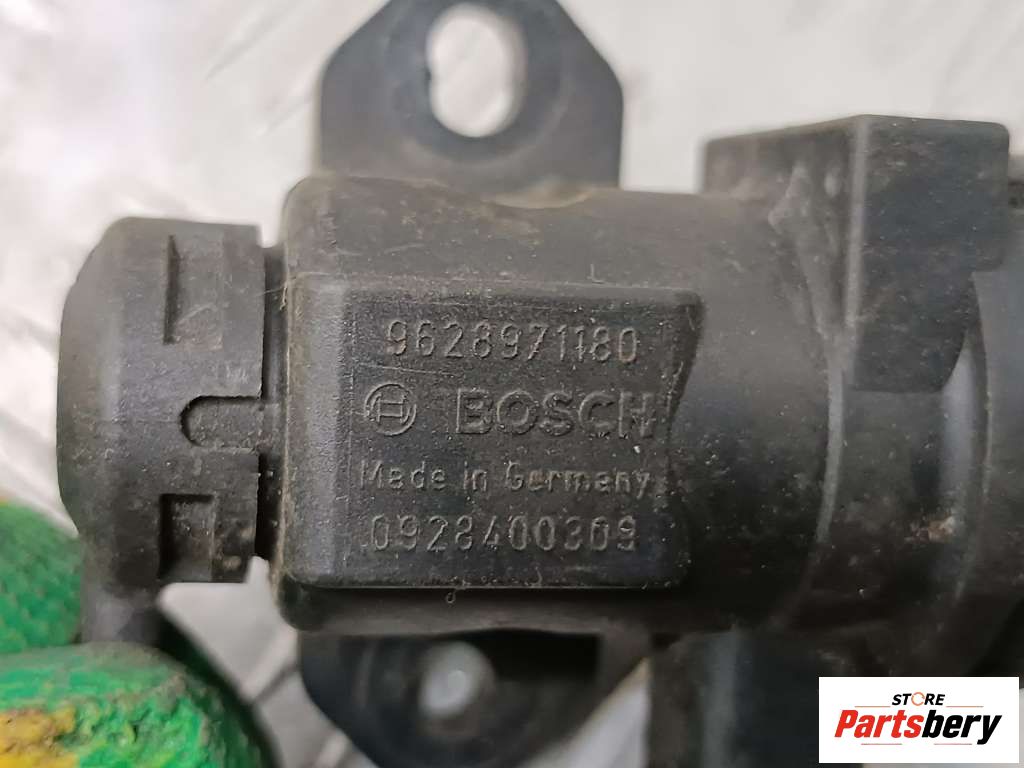 9628971180
BOSCH
Made in Germany
0928400309
STORE
Partsbery